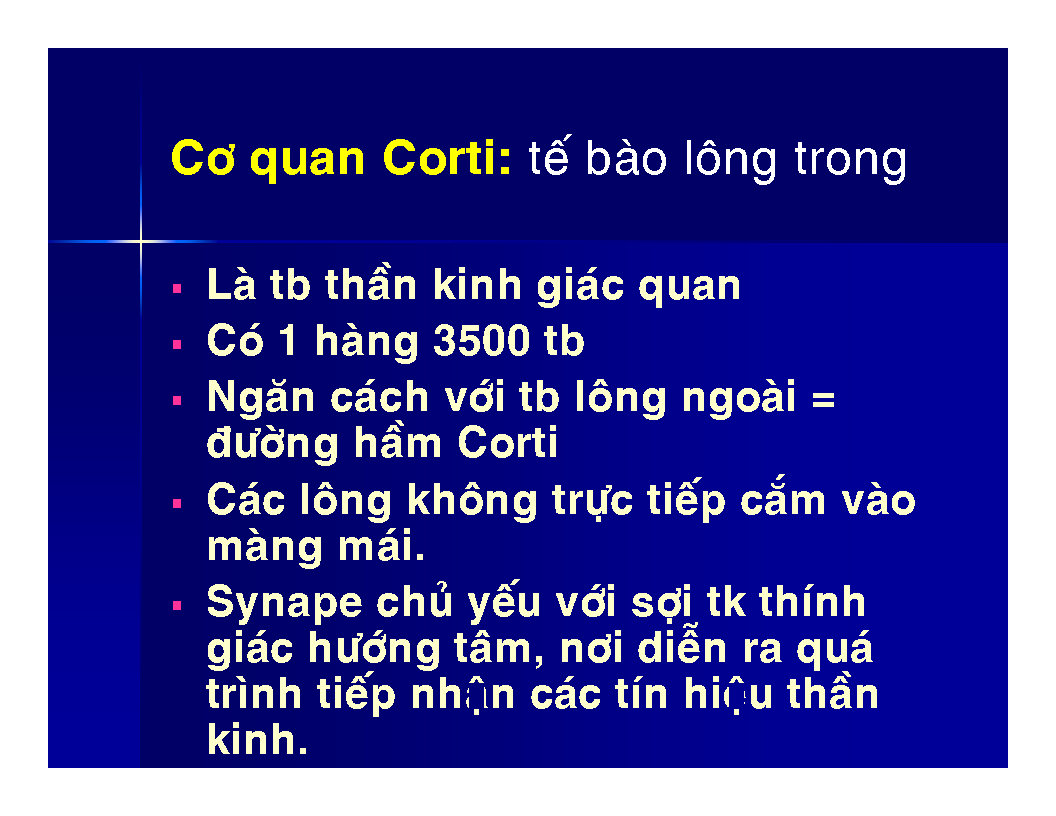 Cơ quan Corti: tế bào lông trong
▪ Là tb thần kinh giác quan
▪ Có 1 hàng 3500 tb
▪ Ngăn cách với tb lông ngoài =
đường hầm Corti
▪ Các lông không trực tiếp cắm vào
màng mái.
▪ Synape chủ yếu với sợi tk thính
giác hướng tâm, nơi diễn ra quá
trình tiếp nhận các tín hiệu thần
kinh.